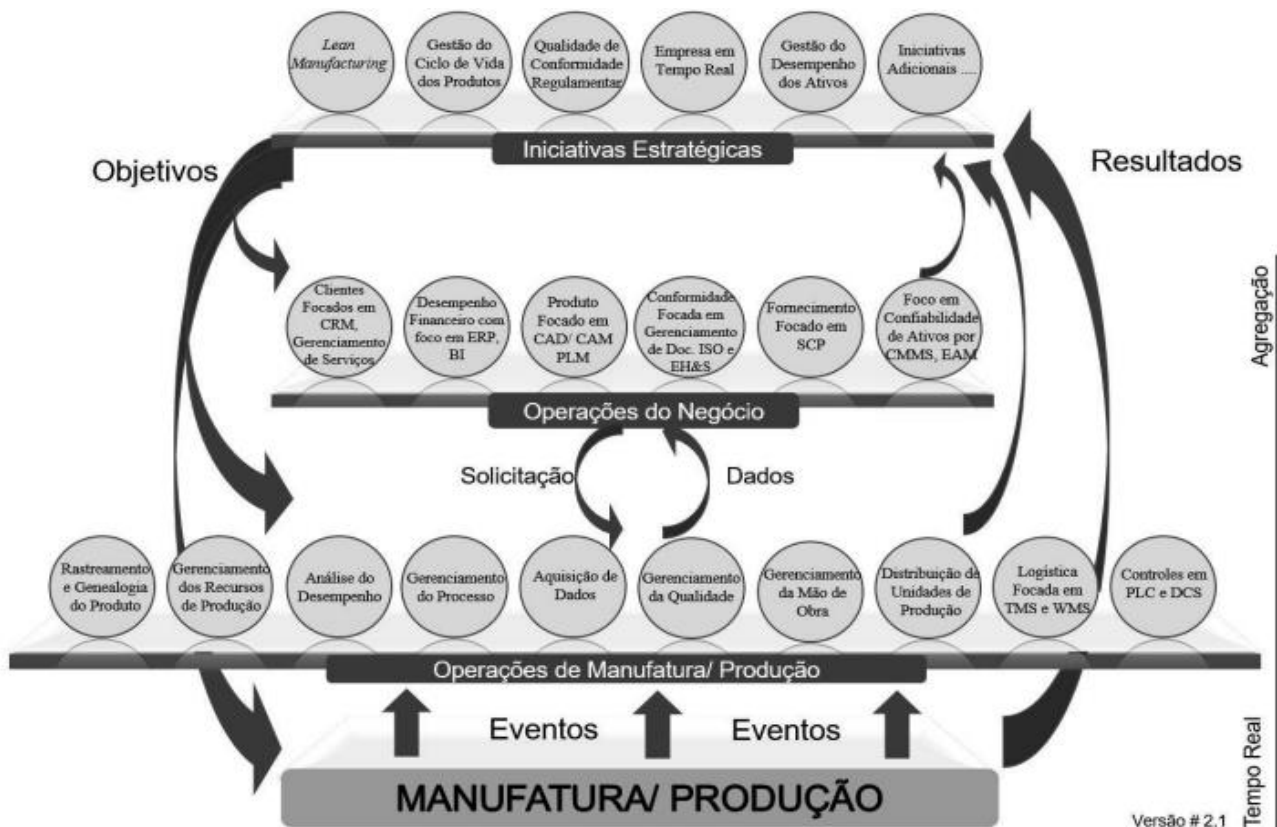 Lean
Manufacturing
Gestão do
Ciclo de Vida
dos Produtos
Qualidade de
Conformidade
Regulamentar
Empresa em
Tempo Real
Gestão do
Desempenho
dos Ativos
Iniciativas
Adicionais ....
Iniciativas Estratégicas
Objetivos
Resultados
Clientes
Focados em
CRM,
Gerenciamento
de Serviços
Desempenho
Financeiro com
foco em ERP,
BI
Produto
Focado em
CAD/ CAM
PLM
Conformidade
Focada em
Gerenciamento
de Doc. ISO e
EH&S
Fornecimento
Focado em
SCP
Foco em
Confiabilidade
de Ativos por
CMMS, EAM
Operações do Negócio
Agregação
Solicitação
Dados
Rastreamento
e Genealogia
do Produto
Gerenciamento
dos Recursos
de Produção
Análise do
Desempenho
Gerenciamento
do Processo
Aquisição de
Dados
Gerenciamento
da Qualidade
Gerenciamento
da Mão de
Obra
Distribuição de
Unidades de
Produção
Logística
Focada em
TMS e WMS
Controles em
PLC e DCS
Operações de Manufatura/ Produção
Eventos
Eventos
MANUFATURA/ PRODUÇÃO
Tempo Real
Versão # 2.1